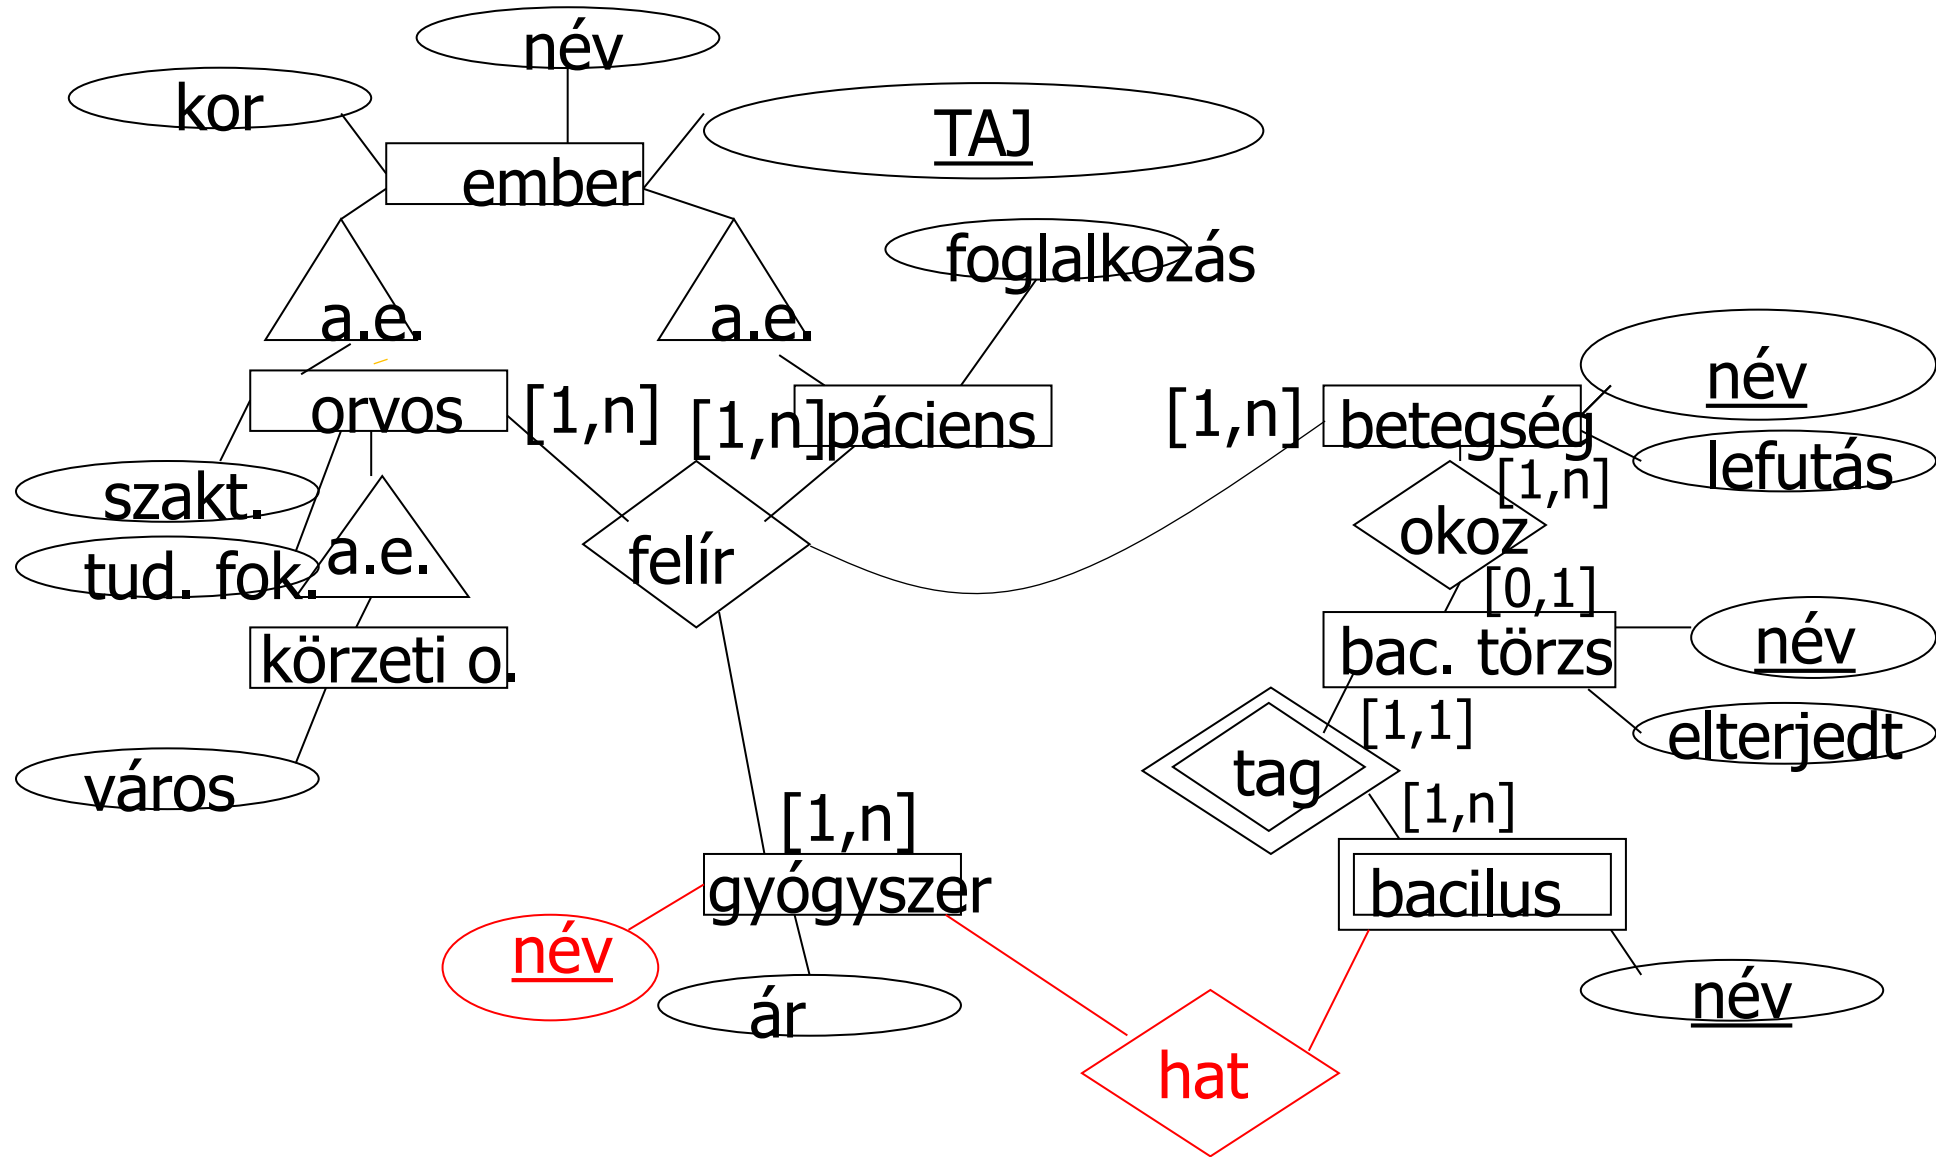 név
kor
TAJ
ember
foglalkozás
a.e.
a.e.
név
orvos
[1,n]
[1,n]
páciens
[1,n]
betegség
lefutás
[1,n]
szakt.
okoz
a.e.
felír
tud. fok.
[0,1]
körzeti o.
bac. törzs
név
[1,1]
elterjedt
város
tag
[1,n]
[1,n]
gyógyszer
bacilus
név
név
ár
hat